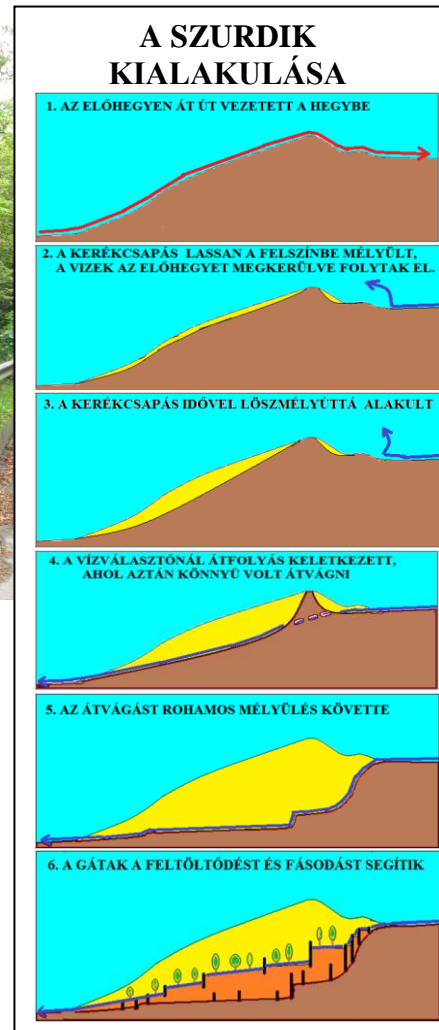 A SZURDIK
KIALAKULÁSA
1. AZ ELŐHEGYEN ÁT ÚT VEZETETT A HEGYBE
2. A KERÉKCSAPÁS LASSAN A FELSZÍNBE MÉLYÜLT,
A VIZEK AZ ELŐHEGYET MEGKERÜLVE FOLYTAK EL.
3. A KERÉKCSAPÁS IDŐVEL LÖSZMÉLYÚTTÁ ALAKULT
4. A VÍZVÁLASZTÓNÁL ÁTFOLYÁS KELETKEZETT,
AHOL AZTÁN KÖNNYŰ VOLT ÁTVÁGNI
5. AZ ÁTVÁGÁST ROHAMOS MÉLYÜLÉS KÖVETTE
6. A GÁTAK A FELTÖLTŐDÉST ÉS FÁSODÁST SEGÍTIK